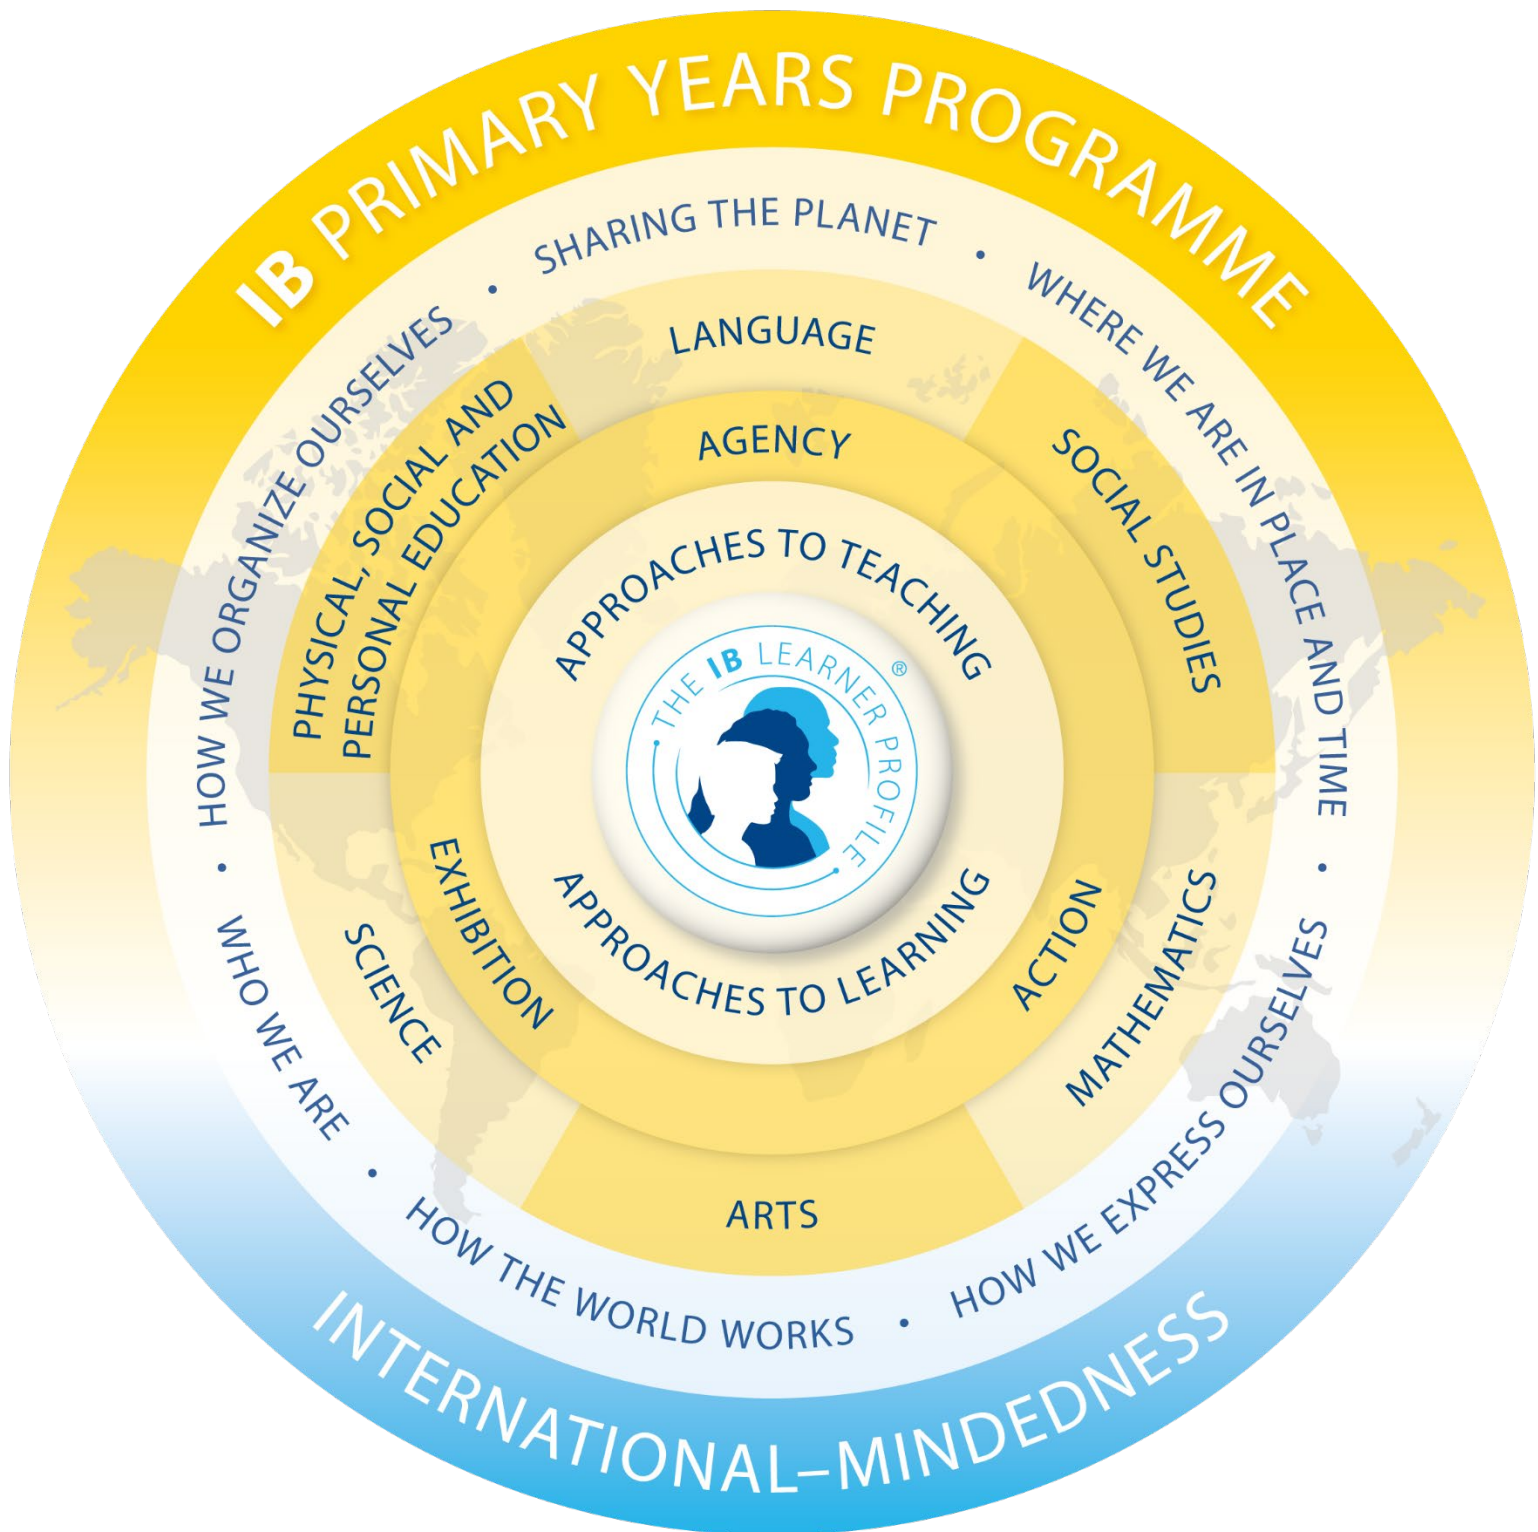 IB PRIMARY YEARS PROGRAMME
SHARING THE PLANET
•
WHERE WE ARE IN PLACE AND TIME
•
HOW WE EXPRESS OURSELVES
•
HOW THE WORLD WORKS
•
WHO WE ARE
•
HOW WE ORGANIZE OURSELVES
•
LANGUAGE
SOCIAL STUDIES
MATHEMATICS
ARTS
SCIENCE
PHYSICAL, SOCIAL AND
PERSONAL EDUCATION
AGENCY
ACTION
EXHIBITION
APPROACHES TO TEACHING
THE IB LEARNER PROFILE ®
APPROACHES TO LEARNING
INTERNATIONAL–MINDEDNESS